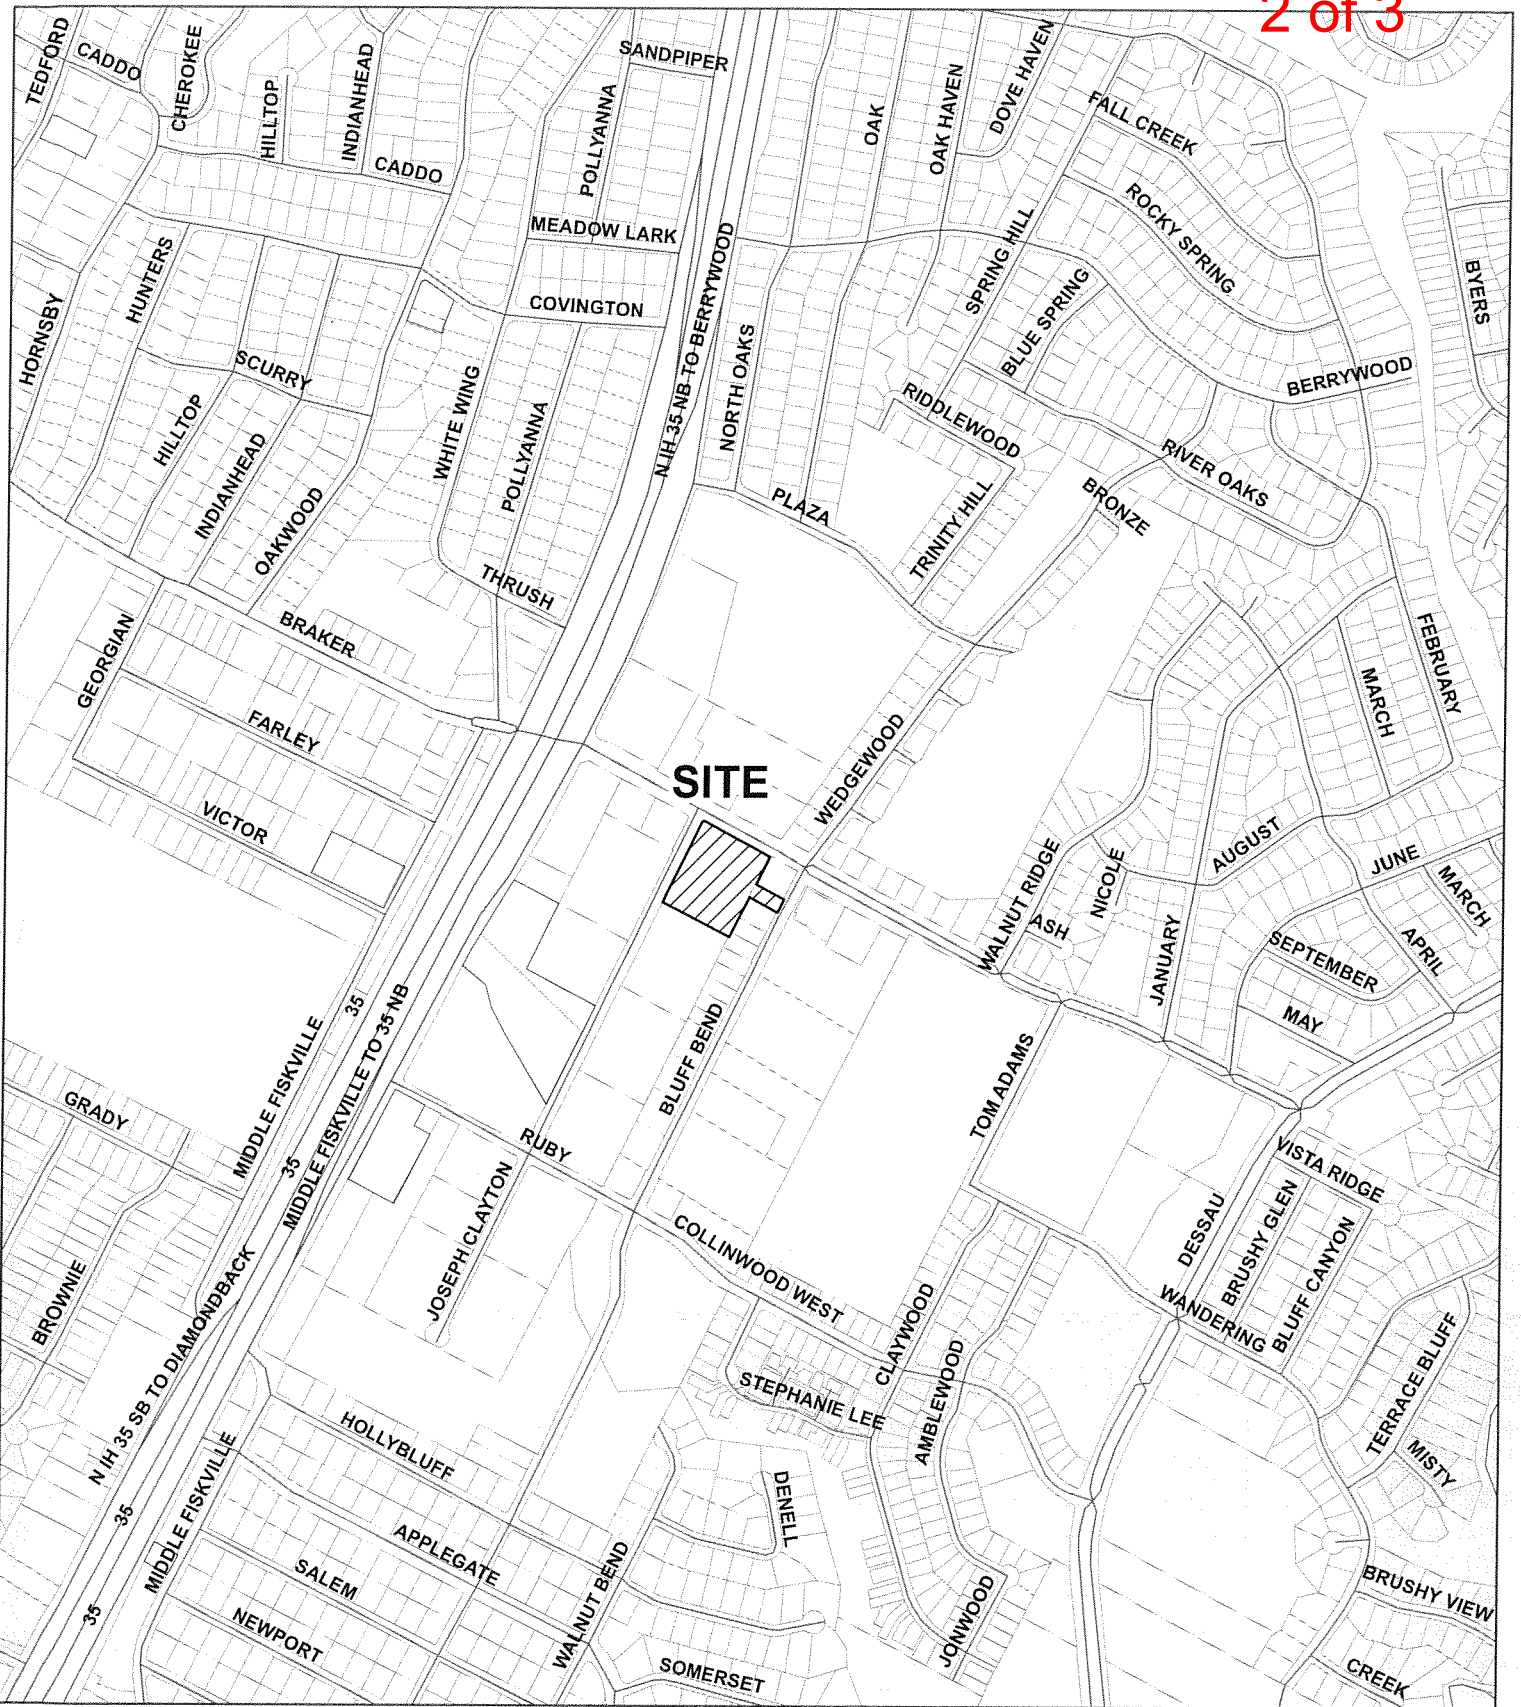 2 of 3
TEDFORD
CADDO
CHEROKEE
HILLTOP
INDIANHEAD
CADDO
SANDPIPER
POLLYANNA
MEADOW LARK
COVINGTON
OAK
OAK HAVEN
DOVE HAVEN
FALL CREEK
ROCKY SPRING
SPRING HILL
BLUE SPRING
BYERS
BERRYWOOD
HORNSBY
HUNTERS
SCURRY
HILLTOP
INDIANHEAD
OAKWOOD
WHITE WING
POLLYANNA
N IH 35 NB TO BERRYWOOD
NORTH OAKS
RIDDLEWOOD
RIVER OAKS
PLAZA
TRINITY HILL
BRONZE
THRUSH
BRAKER
GEORGIAN
FARLEY
VICTOR
SITE
WEDGEWOOD
FEBRUARY
MARCH
AUGUST
JUNE
MARCH
WALNUT RIDGE
NICOLE
ASH
JANUARY
SEPTEMBER
APRIL
MAY
MIDDLE FISKVILLE
35
MIDDLE FISKVILLE TO 35 NB
35
BLUFF BEND
TOM ADAMS
GRADY
RUBY
BROWNIE
JOSEPH CLAYTON
COLLINWOOD WEST
DESSAU
VISTA RIDGE
BRUSHY GLEN
BLUFF CANYON
WANDERING
TERRACE BLUFF
MISTY
N IH 35 SB TO DIAMONDBACK
CLAYWOOD
AMBLEWOOD
STEPHANIE LEE
HOLLYBLUFF
MIDDLE FISKVILLE
35
APPLEGATE
DENELL
SALEM
WALNUT BEND
35
NEWPORT
SOMERSET
JONWOOD
BRUSHY VIEW
CREEK